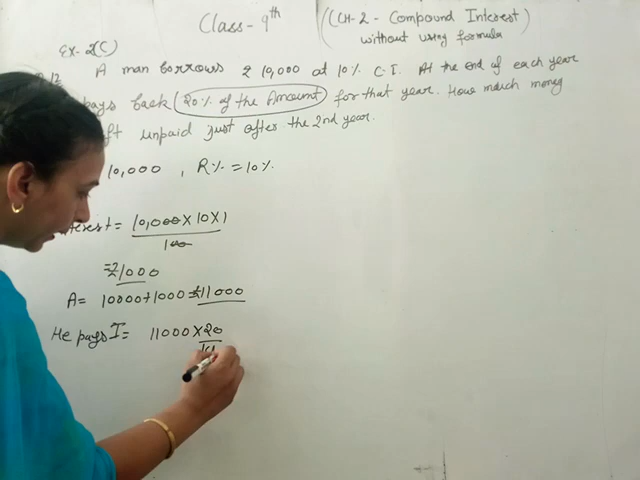 Class - 9th
(CH-2 - Compound Interest)
without using formula
Ex-2(C)
12 A man borrows ₹ 10,000 at 10% C.I. At the end of each year
pays back (20% of the Amount) for that year. How much money
ft unpaid just after the 2nd year.
10,000 , R% = 10%
terest = 10,000 × 10 × 1
100
= ₹1000
A = 10000 + 1000 = 11000
He pays I = 11000 × 20